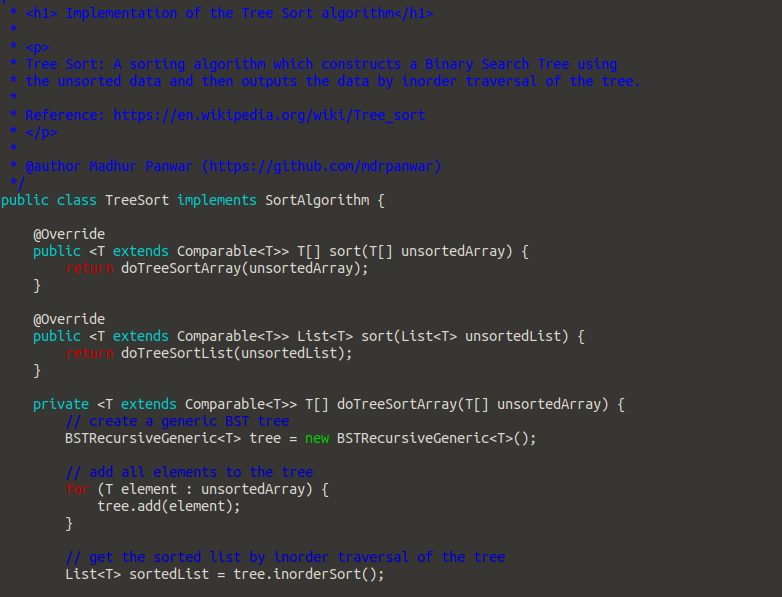 * <h1> Implementation of the Tree Sort algorithm</h1>
*
* <p>
* Tree Sort: A sorting algorithm which constructs a Binary Search Tree using
* the unsorted data and then outputs the data by inorder traversal of the tree.
*
* Reference: https://en.wikipedia.org/wiki/Tree_sort
* </p>
*
* @author Madhur Panwar (https://github.com/mdrpanwar)
*/
public class TreeSort implements SortAlgorithm {
@Override
public <T extends Comparable<T>> T[] sort(T[] unsortedArray) {
return doTreeSortArray(unsortedArray);
}
@Override
public <T extends Comparable<T>> List<T> sort(List<T> unsortedList) {
return doTreeSortList(unsortedList);
}
private <T extends Comparable<T>> T[] doTreeSortArray(T[] unsortedArray) {
// create a generic BST tree
BSTRecursiveGeneric<T> tree = new BSTRecursiveGeneric<T>();
// add all elements to the tree
for (T element : unsortedArray) {
tree.add(element);
}
// get the sorted list by inorder traversal of the tree
List<T> sortedList = tree.inorderSort();